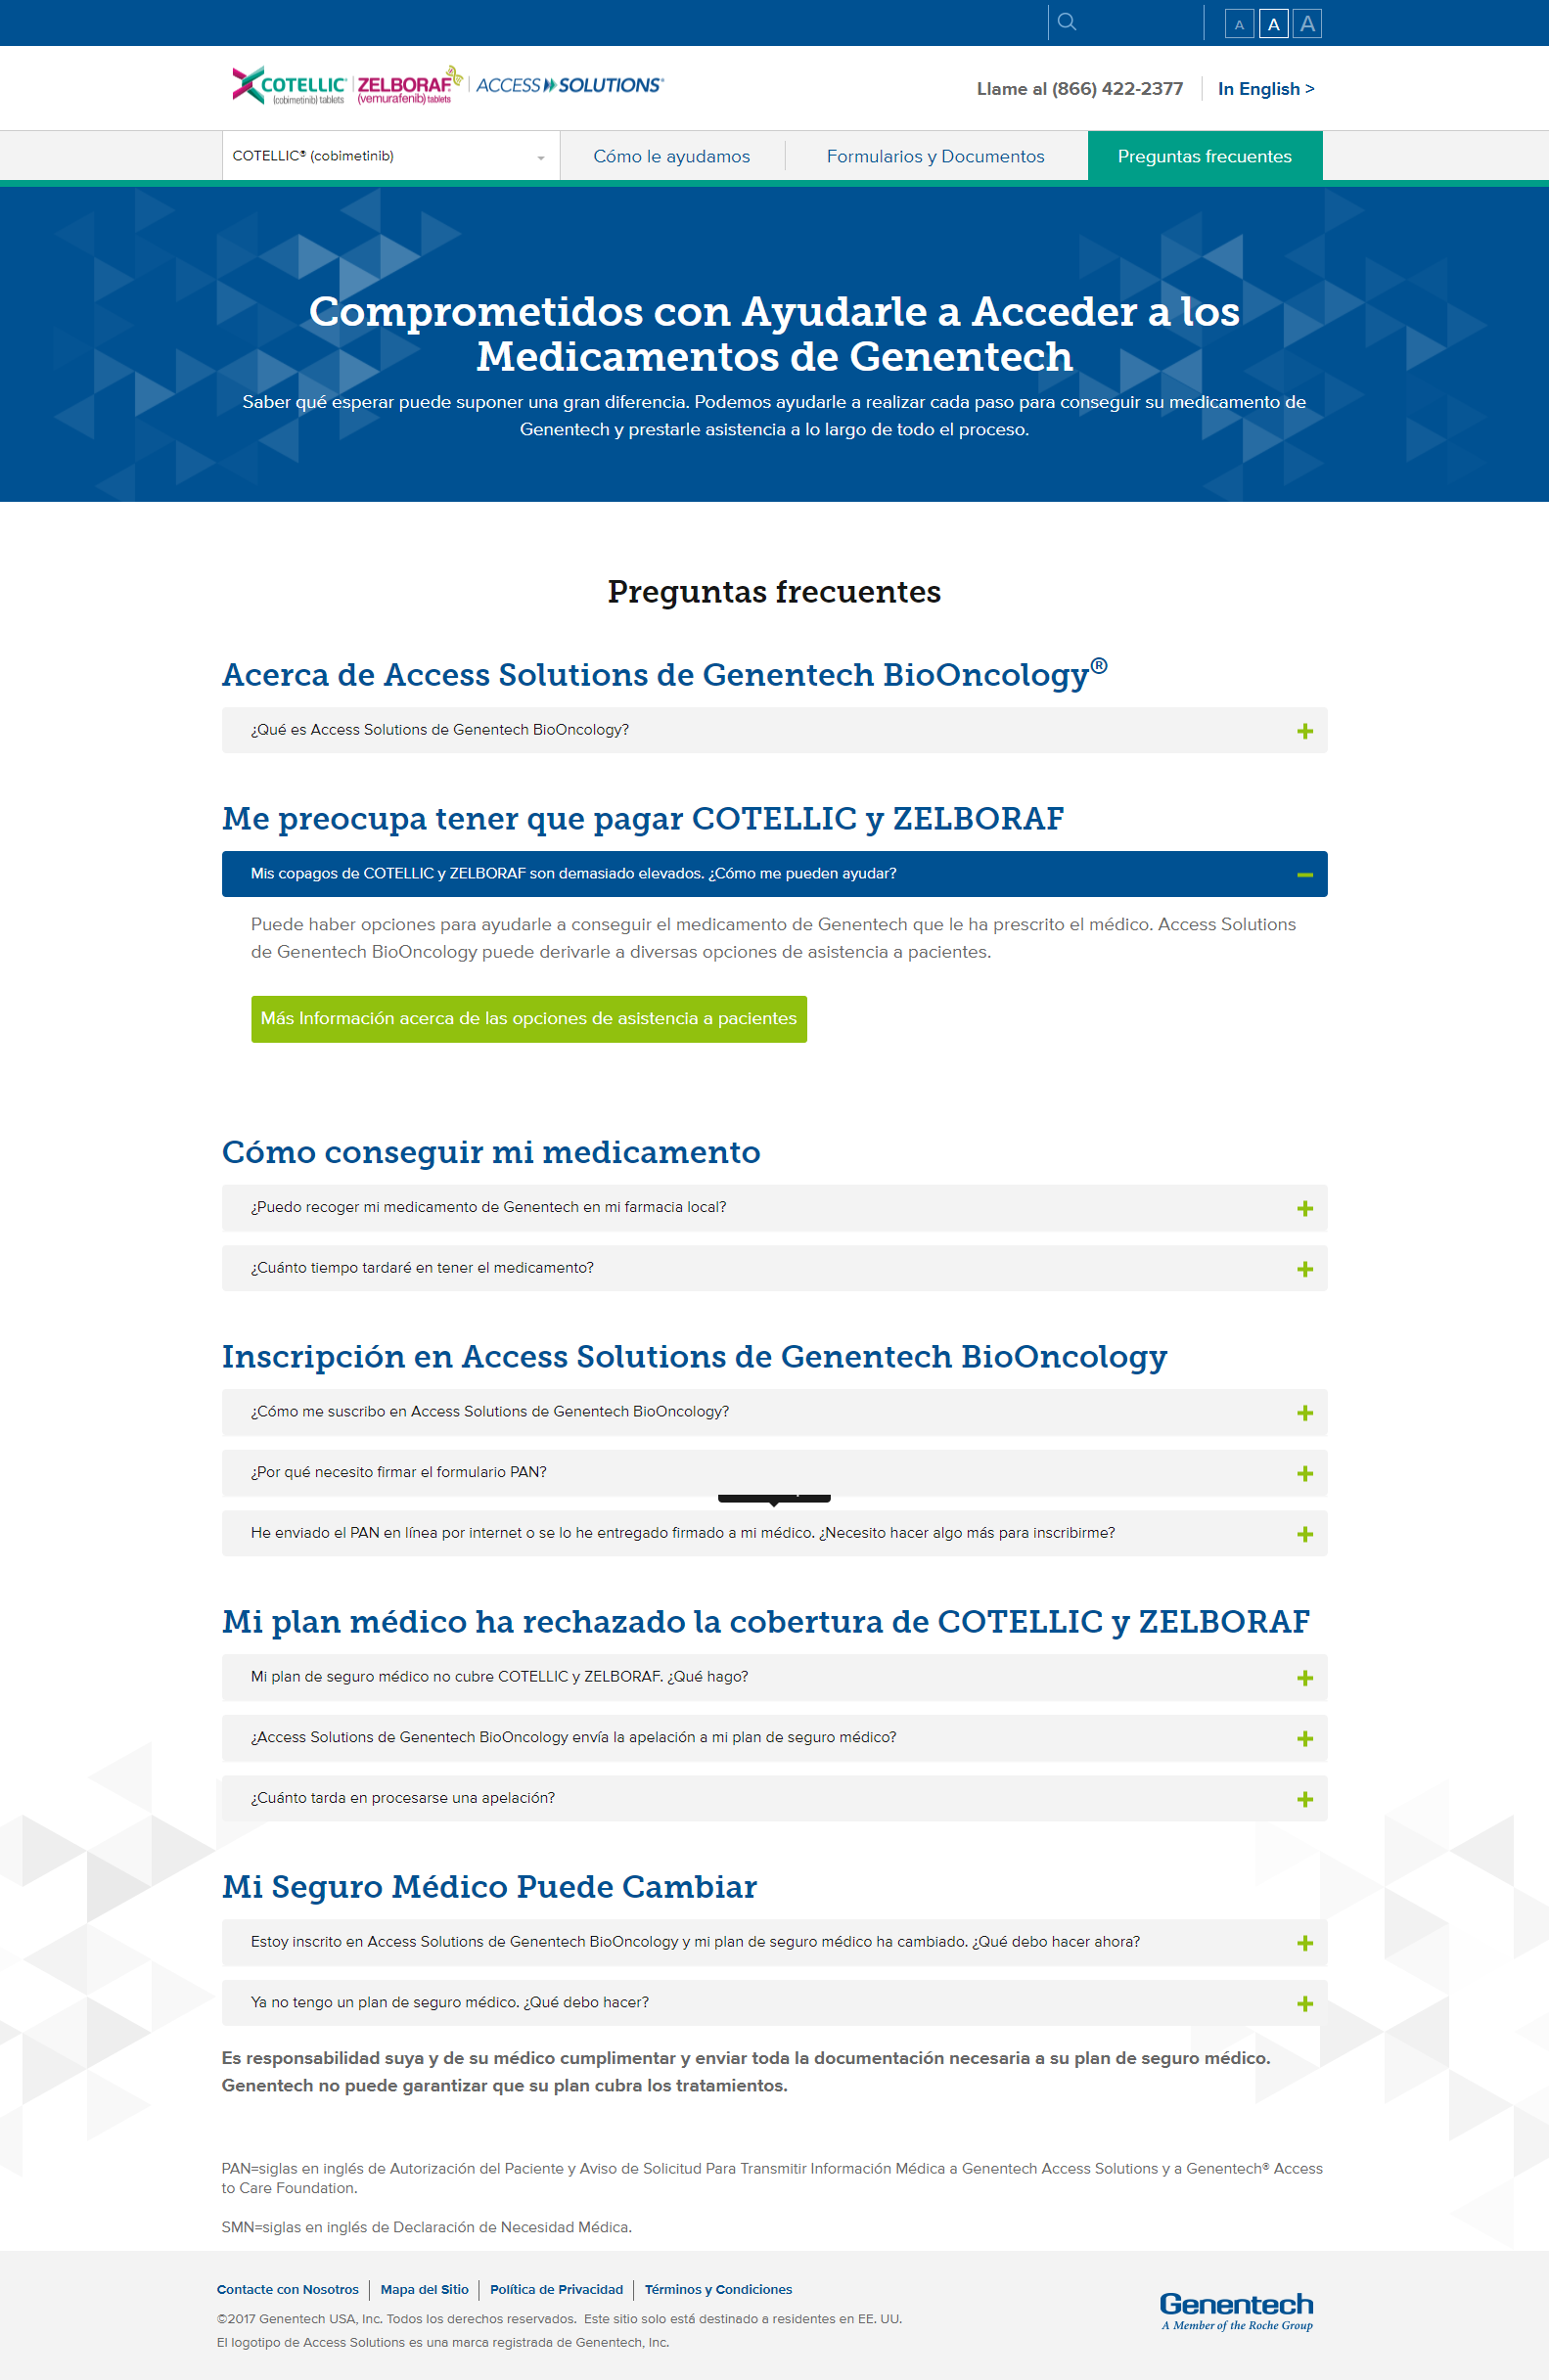 A A A
COTELLIC® (cobimetinib) tablets | ZELBORAF® (vemurafenib) tablets | ACCESS SOLUTIONS®
Llame al (866) 422-2377
In English >
COTELLIC® (cobimetinib)
Cómo le ayudamos
Formularios y Documentos
Preguntas frecuentes
Comprometidos con Ayudarle a Acceder a los
Medicamentos de Genentech
Saber qué esperar puede suponer una gran diferencia. Podemos ayudarle a realizar cada paso para conseguir su medicamento de
Genentech y prestarle asistencia a lo largo de todo el proceso.
Preguntas frecuentes
Acerca de Access Solutions de Genentech BioOncology®
¿Qué es Access Solutions de Genentech BioOncology?
Me preocupa tener que pagar COTELLIC y ZELBORAF
Mis copagos de COTELLIC y ZELBORAF son demasiado elevados. ¿Cómo me pueden ayudar?
Puede haber opciones para ayudarle a conseguir el medicamento de Genentech que le ha prescrito el médico. Access Solutions
de Genentech BioOncology puede derivarle a diversas opciones de asistencia a pacientes.
Más Información acerca de las opciones de asistencia a pacientes
Cómo conseguir mi medicamento
¿Puedo recoger mi medicamento de Genentech en mi farmacia local?
¿Cuánto tiempo tardaré en tener el medicamento?
Inscripción en Access Solutions de Genentech BioOncology
¿Cómo me suscribo en Access Solutions de Genentech BioOncology?
¿Por qué necesito firmar el formulario PAN?
He enviado el PAN en línea por internet o se lo he entregado firmado a mi médico. ¿Necesito hacer algo más para inscribirme?
Mi plan médico ha rechazado la cobertura de COTELLIC y ZELBORAF
Mi plan de seguro médico no cubre COTELLIC y ZELBORAF. ¿Qué hago?
¿Access Solutions de Genentech BioOncology envía la apelación a mi plan de seguro médico?
¿Cuánto tarda en procesarse una apelación?
Mi Seguro Médico Puede Cambiar
Estoy inscrito en Access Solutions de Genentech BioOncology y mi plan de seguro médico ha cambiado. ¿Qué debo hacer ahora?
Ya no tengo un plan de seguro médico. ¿Qué debo hacer?
Es responsabilidad suya y de su médico cumplimentar y enviar toda la documentación necesaria a su plan de seguro médico.
Genentech no puede garantizar que su plan cubra los tratamientos.
PAN=siglas en inglés de Autorización del Paciente y Aviso de Solicitud Para Transmitir Información Médica a Genentech Access Solutions y a Genentech® Access
to Care Foundation.
SMN=siglas en inglés de Declaración de Necesidad Médica.
Contacte con Nosotros | Mapa del Sitio | Política de Privacidad | Términos y Condiciones
©2017 Genentech USA, Inc. Todos los derechos reservados. Este sitio solo está destinado a residentes en EE. UU.
El logotipo de Access Solutions es una marca registrada de Genentech, Inc.
Genentech
A Member of the Roche Group